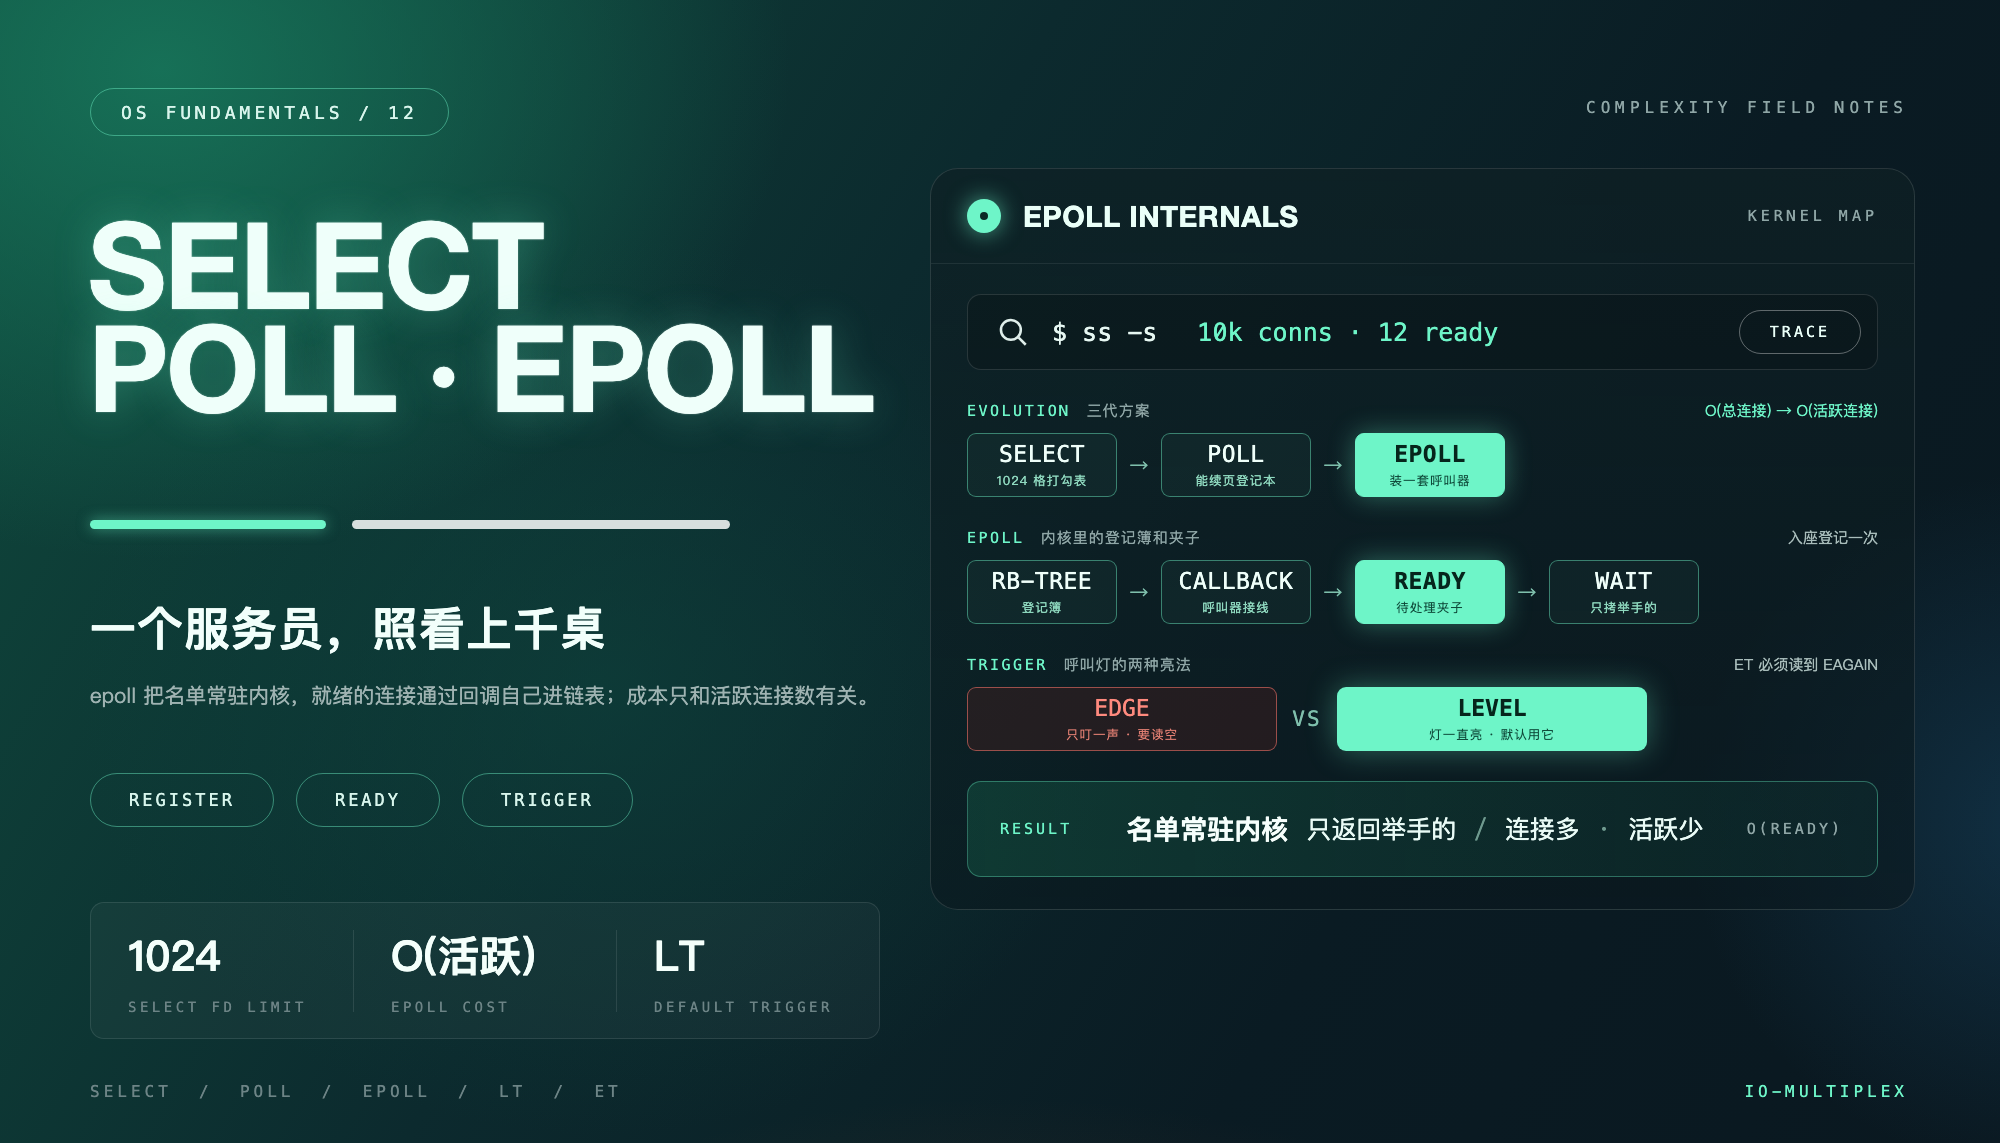 OS FUNDAMENTALS / 12
COMPLEXITY FIELD NOTES
SELECT
POLL · EPOLL
一个服务员，照看上千桌
epoll 把名单常驻内核，就绪的连接通过回调自己进链表；成本只和活跃连接数有关。
REGISTER
READY
TRIGGER
1024
SELECT FD LIMIT
O(活跃)
EPOLL COST
LT
DEFAULT TRIGGER
EPOLL INTERNALS
KERNEL MAP
$ ss -s 10k conns · 12 ready
TRACE
EVOLUTION 三代方案
O(总连接) → O(活跃连接)
SELECT
1024 格打勾表
→
POLL
能续页登记本
→
EPOLL
装一套呼叫器
EPOLL 内核里的登记簿和夹子
入座登记一次
RB-TREE
登记簿
→
CALLBACK
呼叫器接线
→
READY
待处理夹子
→
WAIT
只拷举手的
TRIGGER 呼叫灯的两种亮法
ET 必须读到 EAGAIN
EDGE
只叮一声 · 要读空
VS
LEVEL
灯一直亮 · 默认用它
RESULT 名单常驻内核 只返回举手的 / 连接多 · 活跃少 O(READY)
SELECT / POLL / EPOLL / LT / ET
IO-MULTIPLEX